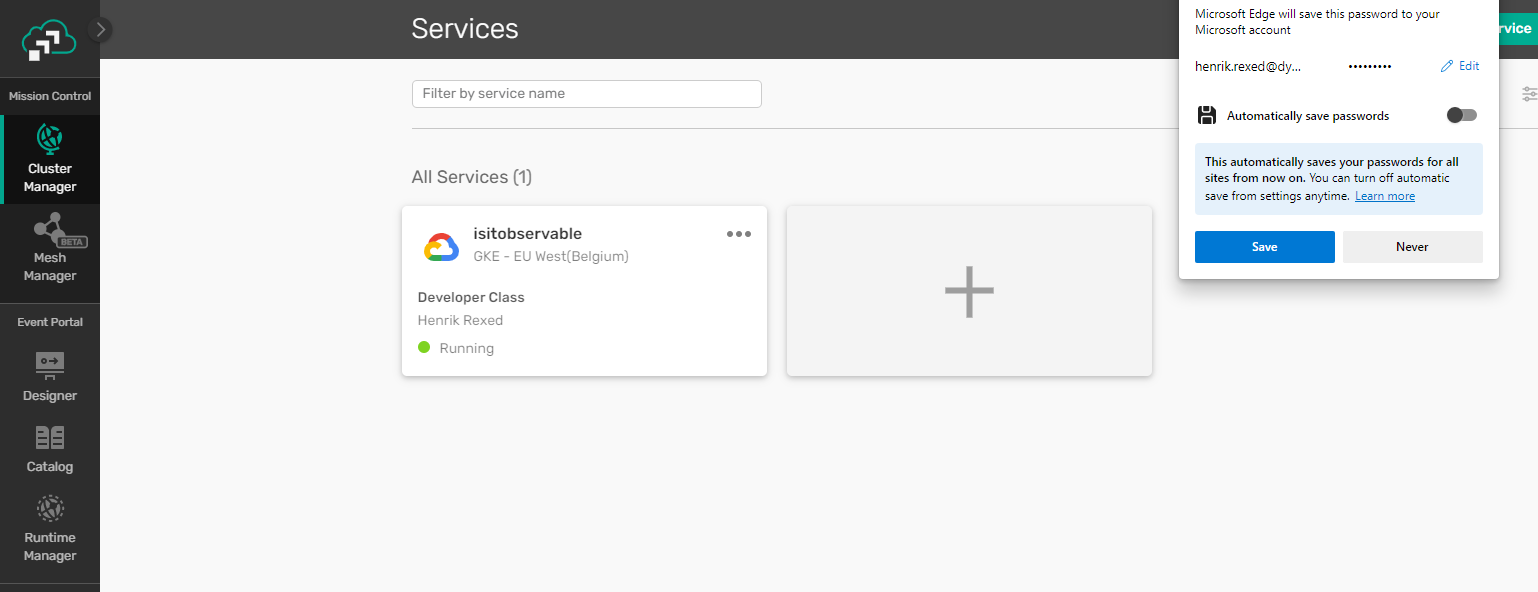 Mission Control
Cluster
Manager
BETA
Mesh
Manager
Event Portal
Designer
Catalog
Runtime
Manager
Services
Filter by service name
All Services (1)
isitobservable
GKE - EU West(Belgium)
Developer Class
Henrik Rexed
Running
Microsoft Edge will save this password to your
Microsoft account
henrik.rexed@dy... ••••••••• Edit
Automatically save passwords
This automatically saves your passwords for all
sites from now on. You can turn off automatic
save from settings anytime. Learn more
Save Never
rvice